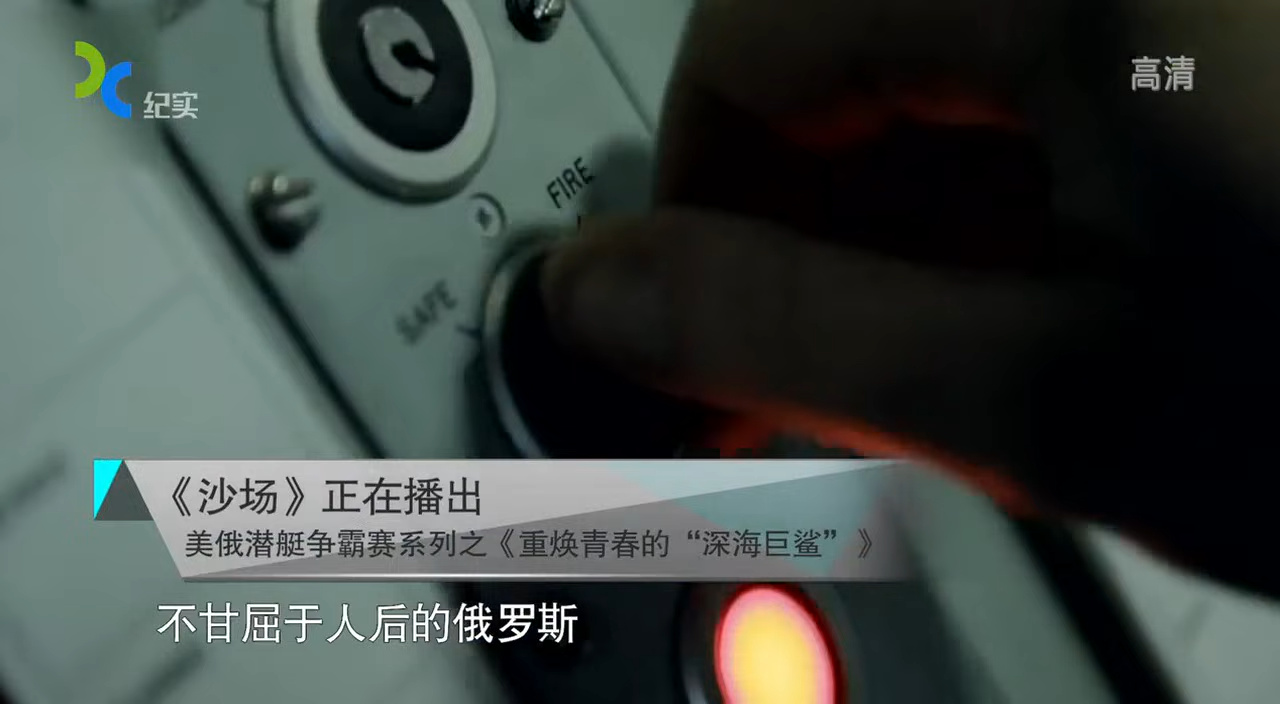 纪实
高清
FIRE
SAFE
《沙场》正在播出
美俄潜艇争霸赛系列之《重焕青春的“深海巨鲨”》
不甘屈于人后的俄罗斯